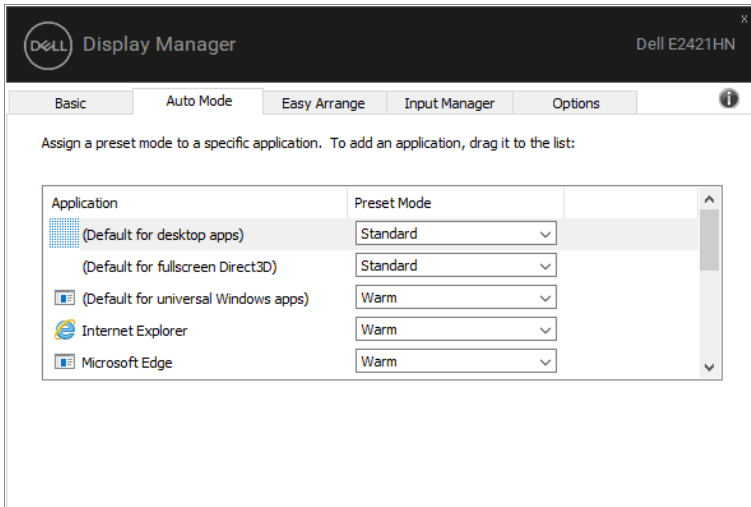 x
DELL Display Manager Dell E2421HN
Basic Auto Mode Easy Arrange Input Manager Options
Assign a preset mode to a specific application. To add an application, drag it to the list:
Application Preset Mode
(Default for desktop apps) Standard
(Default for fullscreen Direct3D) Standard
(Default for universal Windows apps) Warm
Internet Explorer Warm
Microsoft Edge Warm